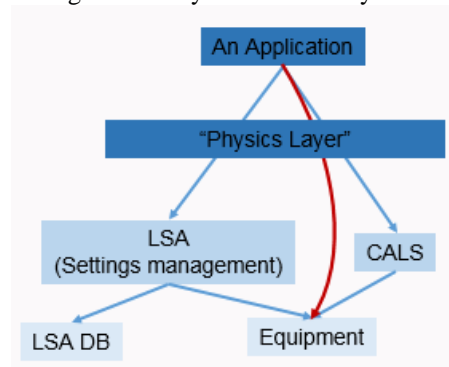 An Application
"Physics Layer"
LSA
(Settings management)
CALS
LSA DB
Equipment